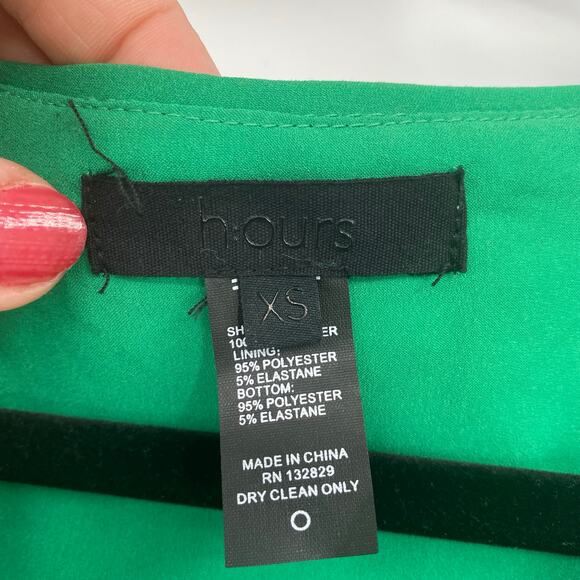 h:ours
XS
LINING:
95% POLYESTER
5% ELASTANE
BOTTOM:
95% POLYESTER
5% ELASTANE
MADE IN CHINA
RN 132829
DRY CLEAN ONLY